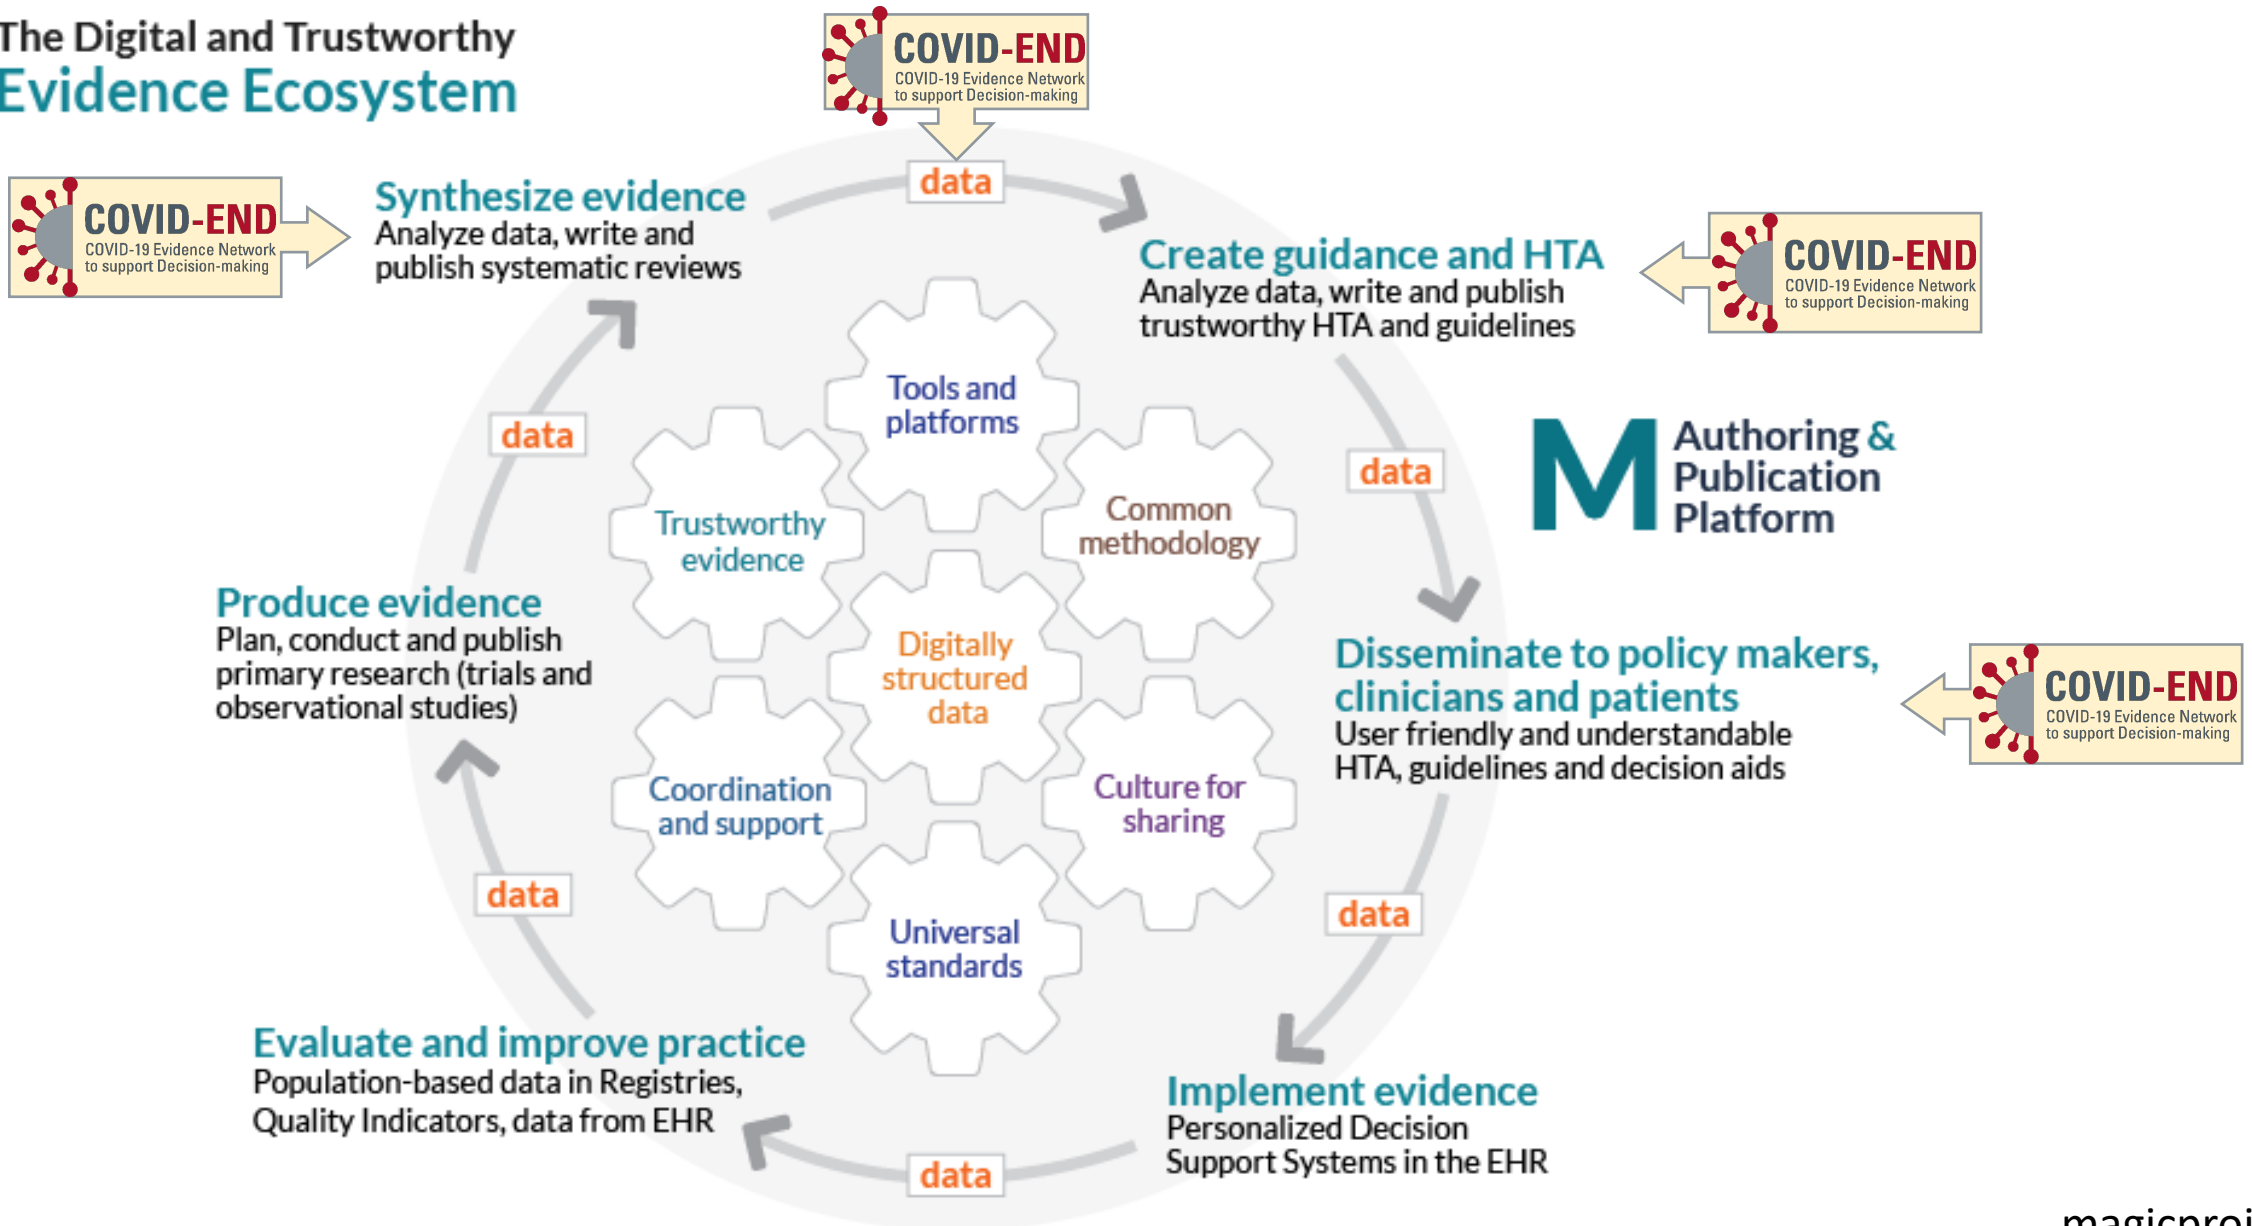 The Digital and Trustworthy
Evidence Ecosystem
COVID-END
COVID-19 Evidence Network
to support Decision-making
data
COVID-END
COVID-19 Evidence Network
to support Decision-making
Synthesize evidence
Analyze data, write and
publish systematic reviews
Create guidance and HTA
Analyze data, write and publish
trustworthy HTA and guidelines
COVID-END
COVID-19 Evidence Network
to support Decision-making
data
data
M Authoring &
Publication
Platform
Tools and
platforms
Trustworthy
evidence
Common
methodology
Digitally
structured
data
Coordination
and support
Culture for
sharing
Universal
standards
Produce evidence
Plan, conduct and publish
primary research (trials and
observational studies)
Disseminate to policy makers,
clinicians and patients
User friendly and understandable
HTA, guidelines and decision aids
COVID-END
COVID-19 Evidence Network
to support Decision-making
data
data
Evaluate and improve practice
Population-based data in Registries,
Quality Indicators, data from EHR
Implement evidence
Personalized Decision
Support Systems in the EHR
data